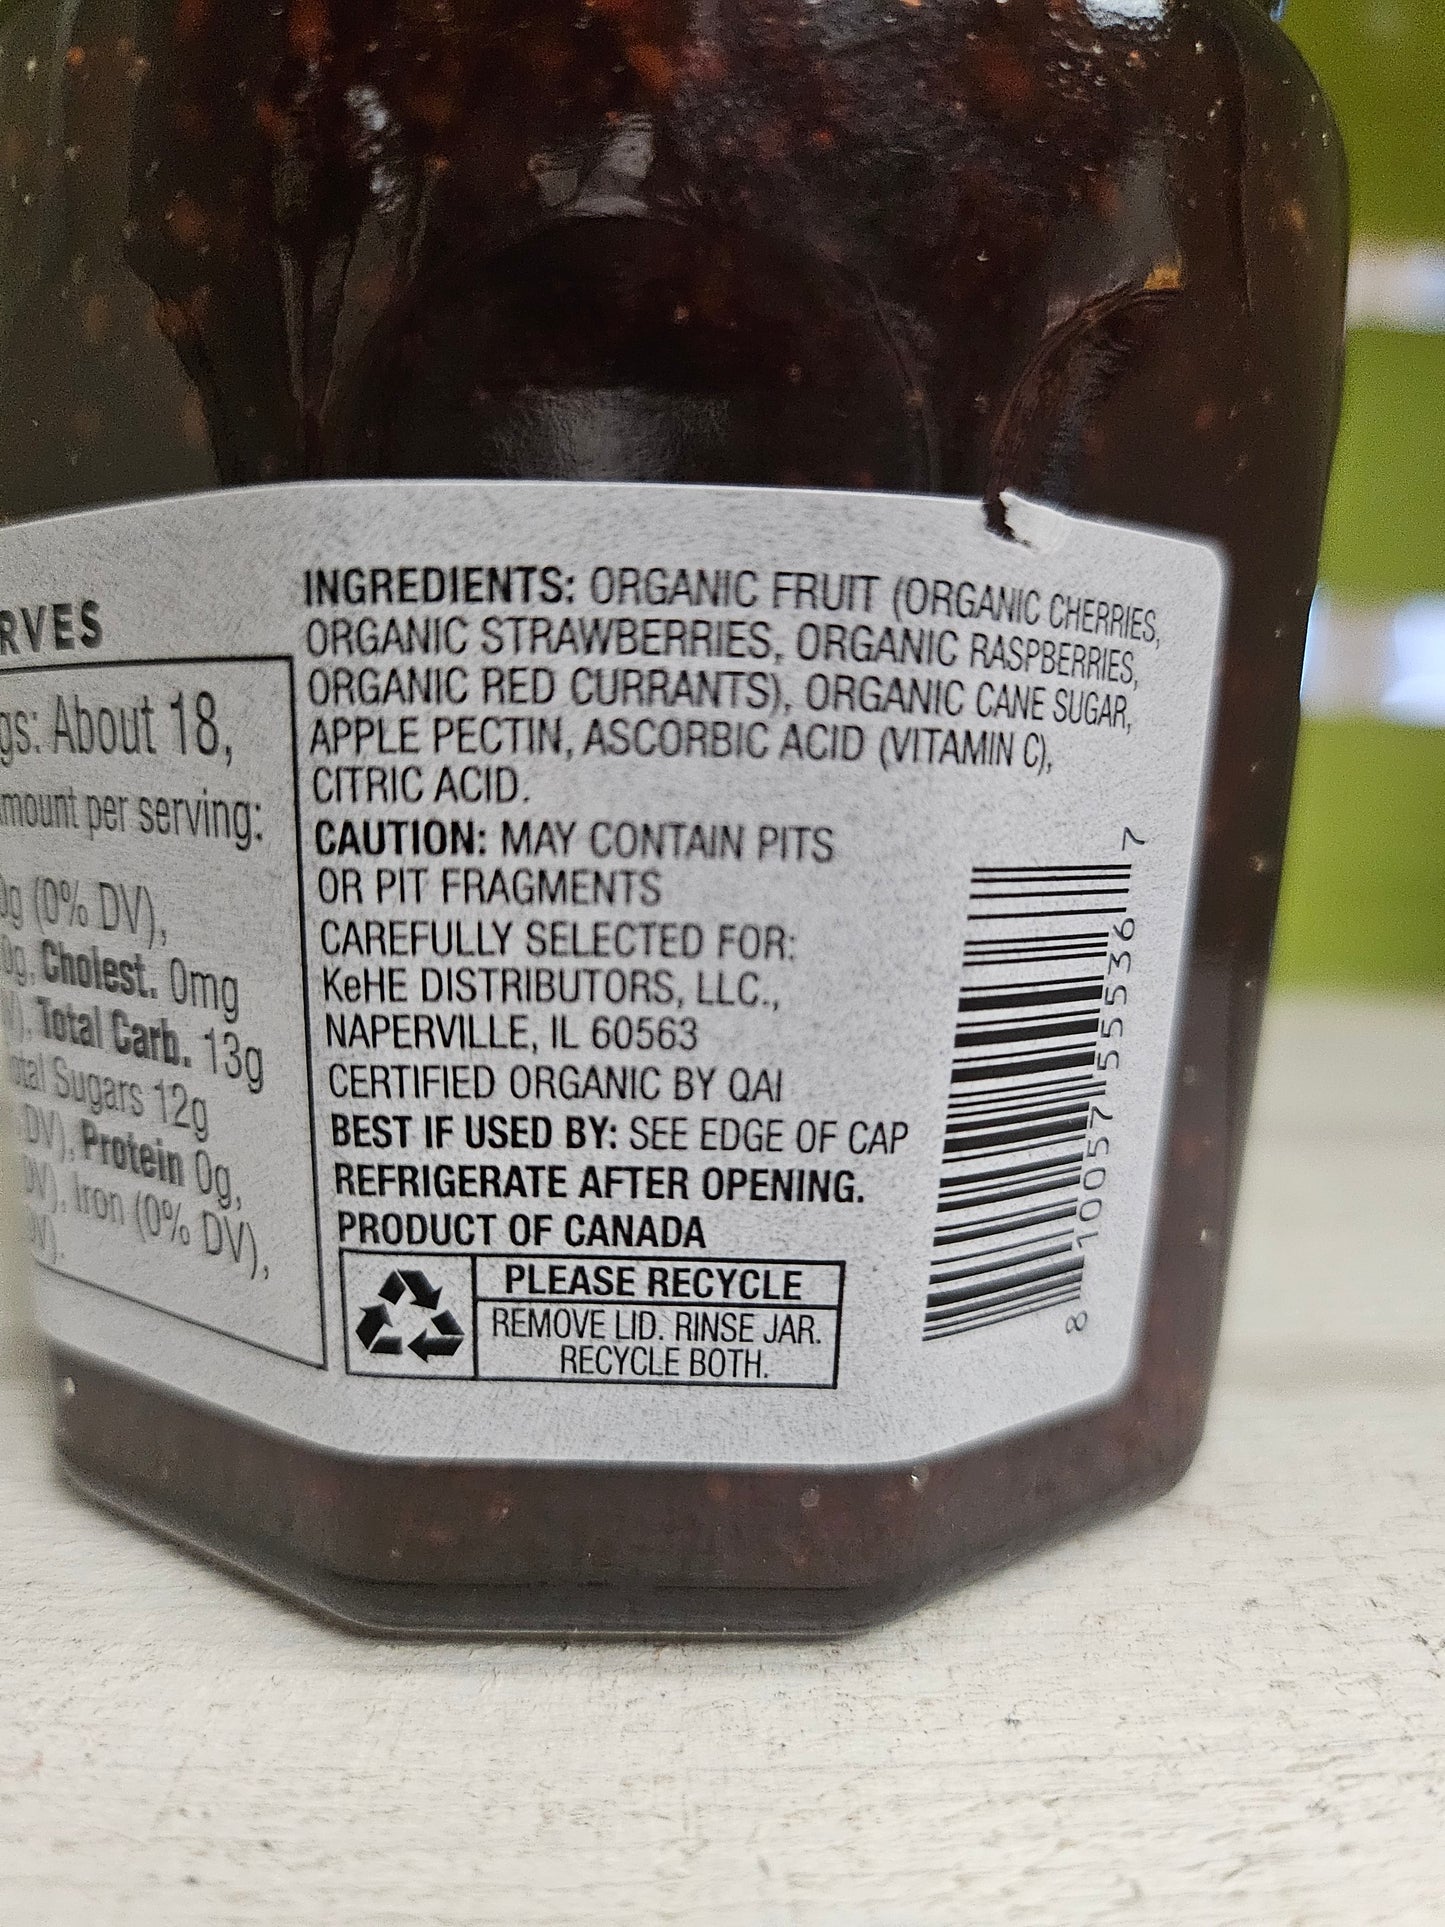 RVES
gs: About 18,
mount per serving:
0g (0% DV),
0g, Cholest. 0mg
Total Carb. 13g
Total Sugars 12g
DV), Protein 0g,
DV), Iron (0% DV),
DV).
INGREDIENTS: ORGANIC FRUIT (ORGANIC CHERRIES,
ORGANIC STRAWBERRIES, ORGANIC RASPBERRIES,
ORGANIC RED CURRANTS), ORGANIC CANE SUGAR,
APPLE PECTIN, ASCORBIC ACID (VITAMIN C),
CITRIC ACID.
CAUTION: MAY CONTAIN PITS
OR PIT FRAGMENTS
CAREFULLY SELECTED FOR:
KeHE DISTRIBUTORS, LLC.,
NAPERVILLE, IL 60563
CERTIFIED ORGANIC BY QAI
BEST IF USED BY: SEE EDGE OF CAP
REFRIGERATE AFTER OPENING.
PRODUCT OF CANADA
PLEASE RECYCLE
REMOVE LID. RINSE JAR.
RECYCLE BOTH.
8 10057 55536 7